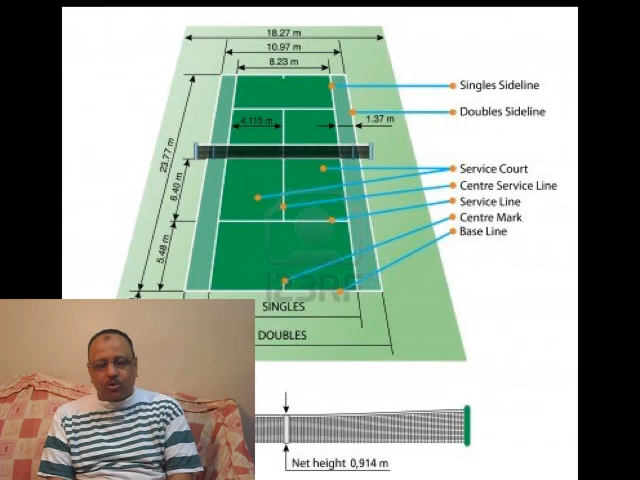 18.27 m
10.97 m
8.23 m
Singles Sideline
Doubles Sideline
4.115 m
1.37 m
23.77 m
6.40 m
5.48 m
Service Court
Centre Service Line
Service Line
Centre Mark
Base Line
SINGLES
DOUBLES
Net height 0,914 m